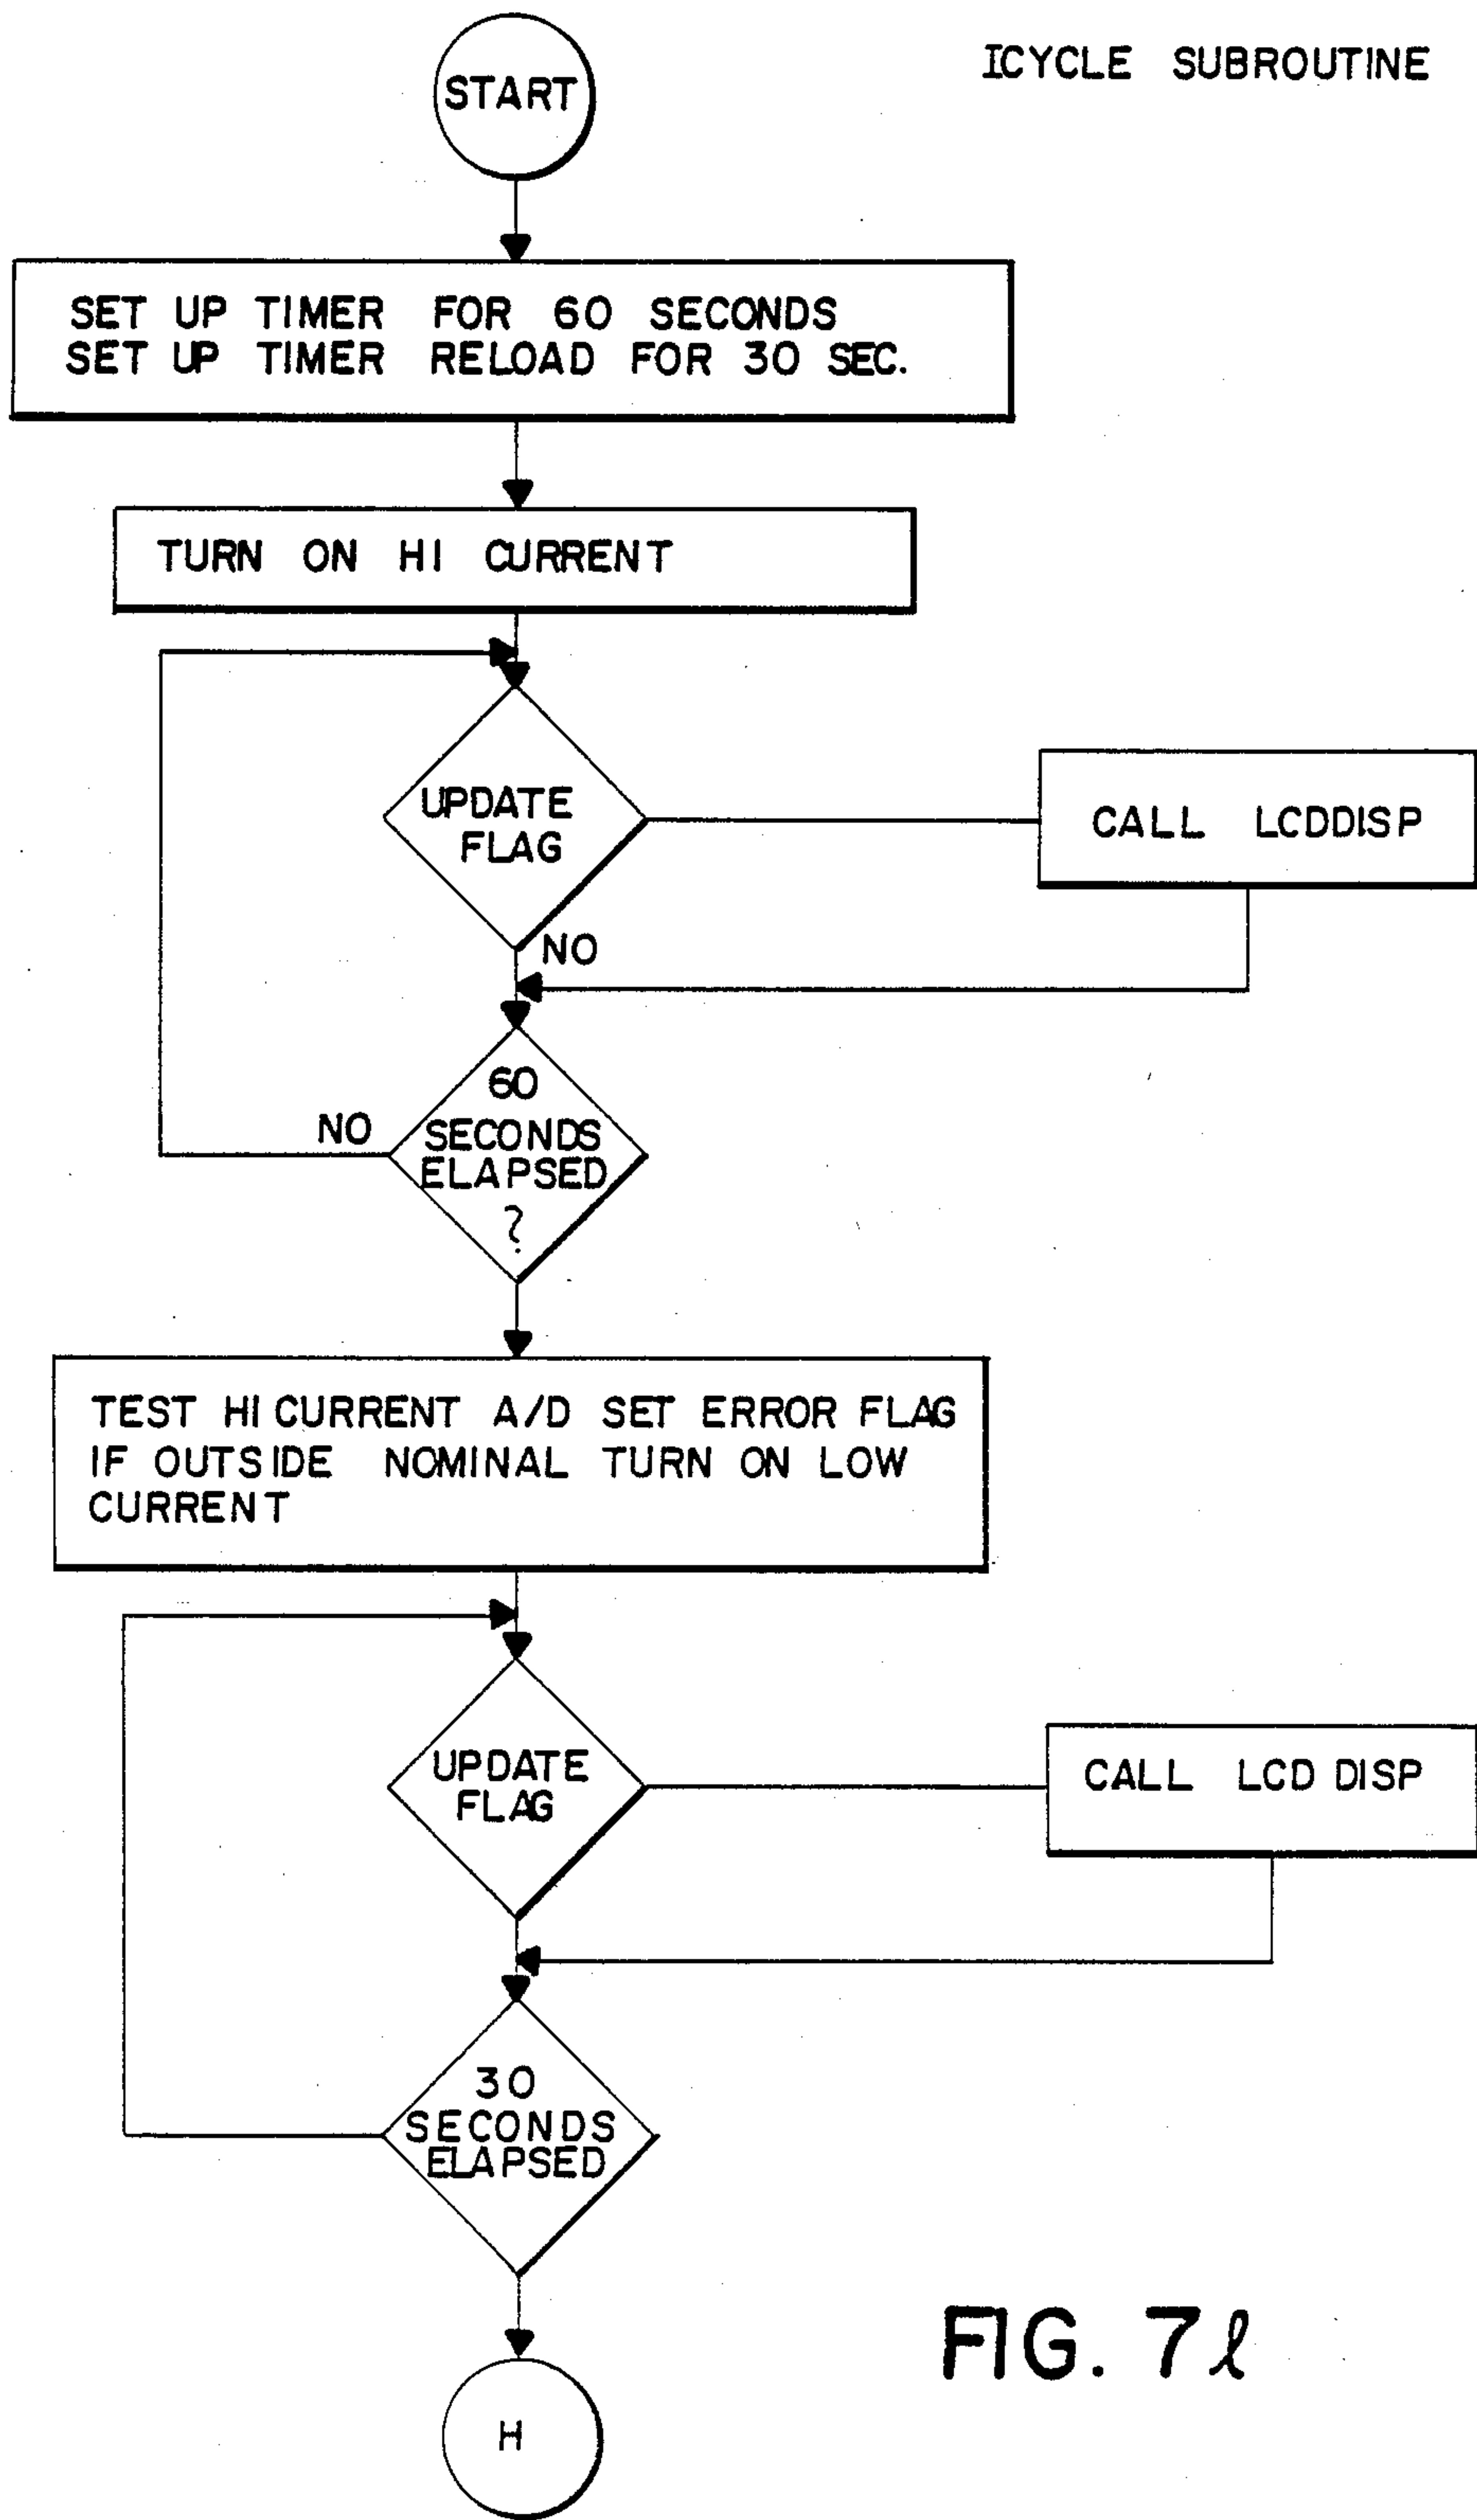 ICYCLE SUBROUTINE
START
SET UP TIMER FOR 60 SECONDS
SET UP TIMER RELOAD FOR 30 SEC.
TURN ON HI CURRENT
UPDATE
FLAG
CALL LCDDISP
NO
60
SECONDS
ELAPSED
?
NO
TEST HI CURRENT A/D SET ERROR FLAG
IF OUTSIDE NOMINAL TURN ON LOW
CURRENT
UPDATE
FLAG
CALL LCD DISP
30
SECONDS
ELAPSED
H
FIG. 7ℓ